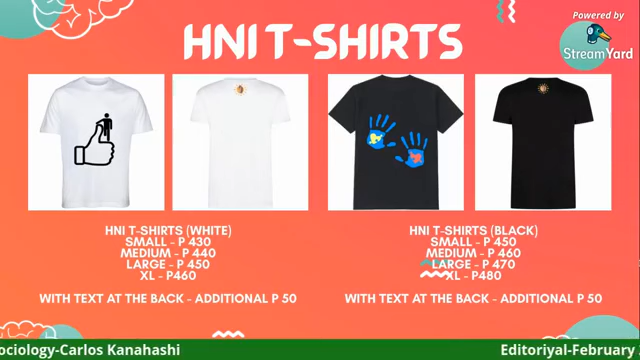 Powered by
StreamYard
HNI T-SHIRTS
HNI T-SHIRTS (WHITE)
SMALL - P 430
MEDIUM - P 440
LARGE - P 450
XL - P460
WITH TEXT AT THE BACK - ADDITIONAL P 50
HNI T-SHIRTS (BLACK)
SMALL - P 450
MEDIUM - P 460
LARGE - P 470
XL - P480
WITH TEXT AT THE BACK - ADDITIONAL P 50
ociology-Carlos Kanahashi
Editoriyal-February